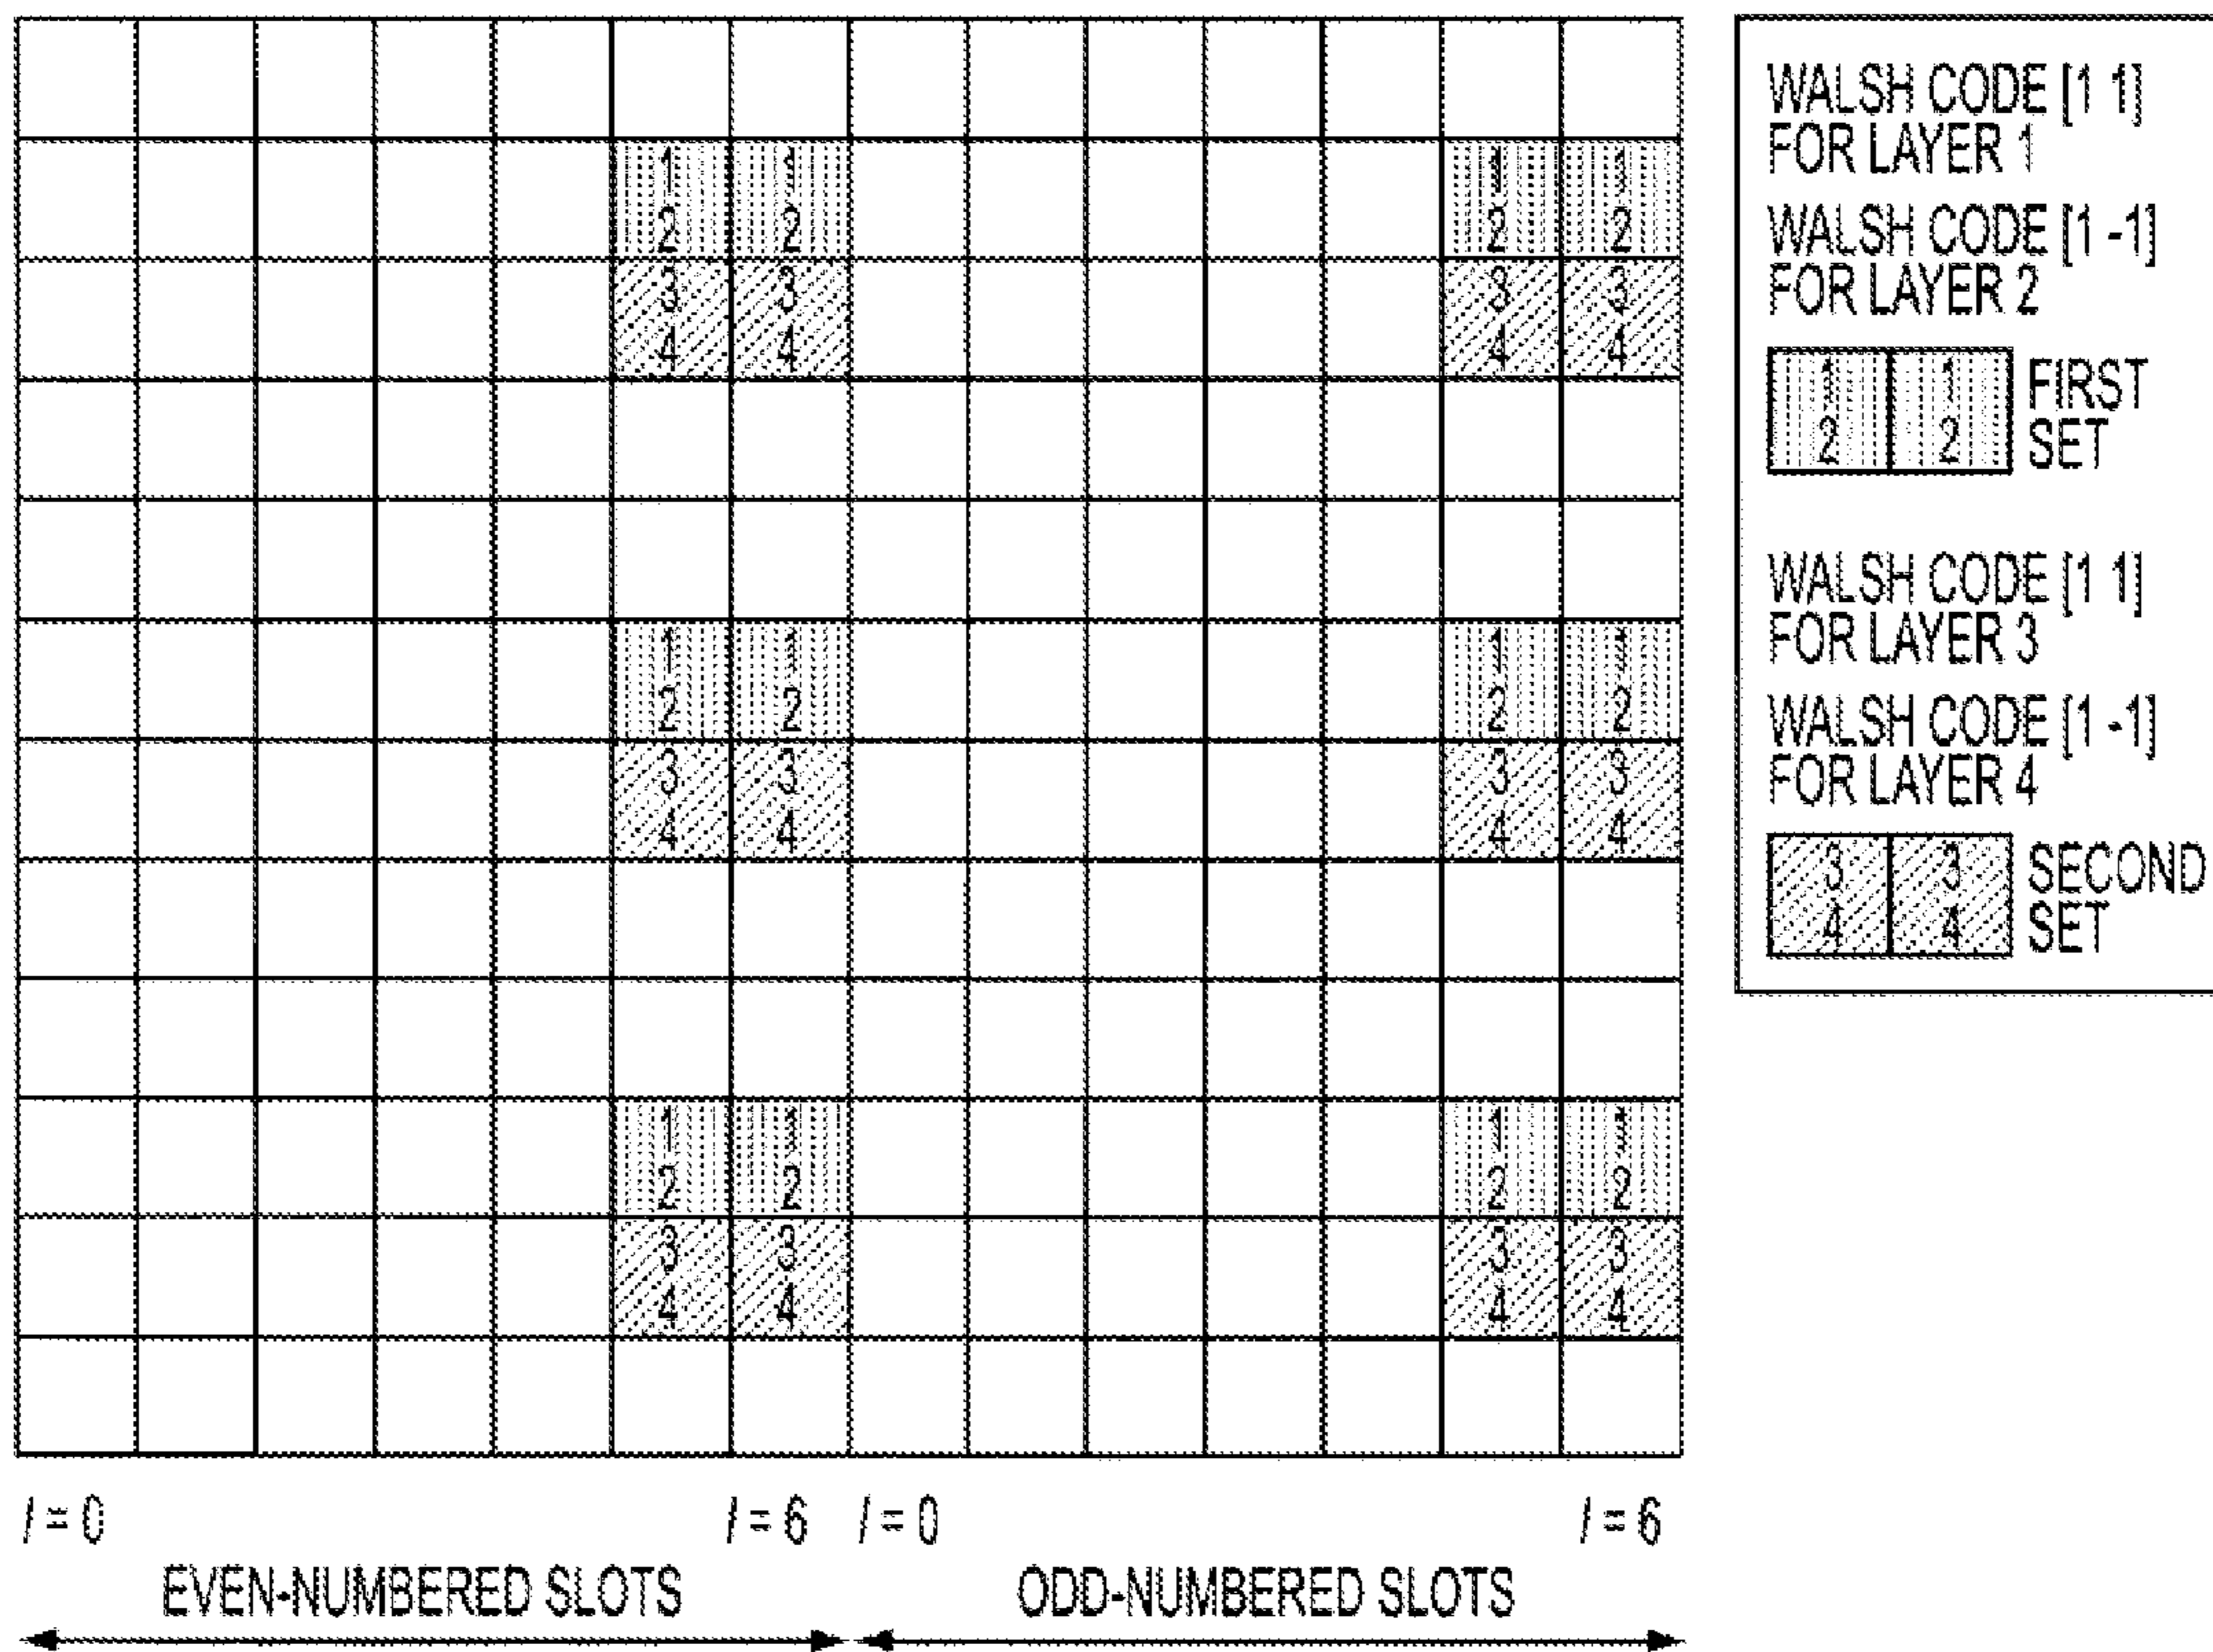 1 1 1 1
2 2 2 2
3 3 3 3
4 4 4 4
1 1 1 1
2 2 2 2
3 3 3 3
4 4 4 4
1 1 1 1
2 2 2 2
3 3 3 3
4 4 4 4
l = 0 l = 6 l = 0 l = 6
EVEN-NUMBERED SLOTS ODD-NUMBERED SLOTS
WALSH CODE [1 1]
FOR LAYER 1
WALSH CODE [1 -1]
FOR LAYER 2
1 1 FIRST
2 2 SET
WALSH CODE [1 1]
FOR LAYER 3
WALSH CODE [1 -1]
FOR LAYER 4
3 3 SECOND
4 4 SET